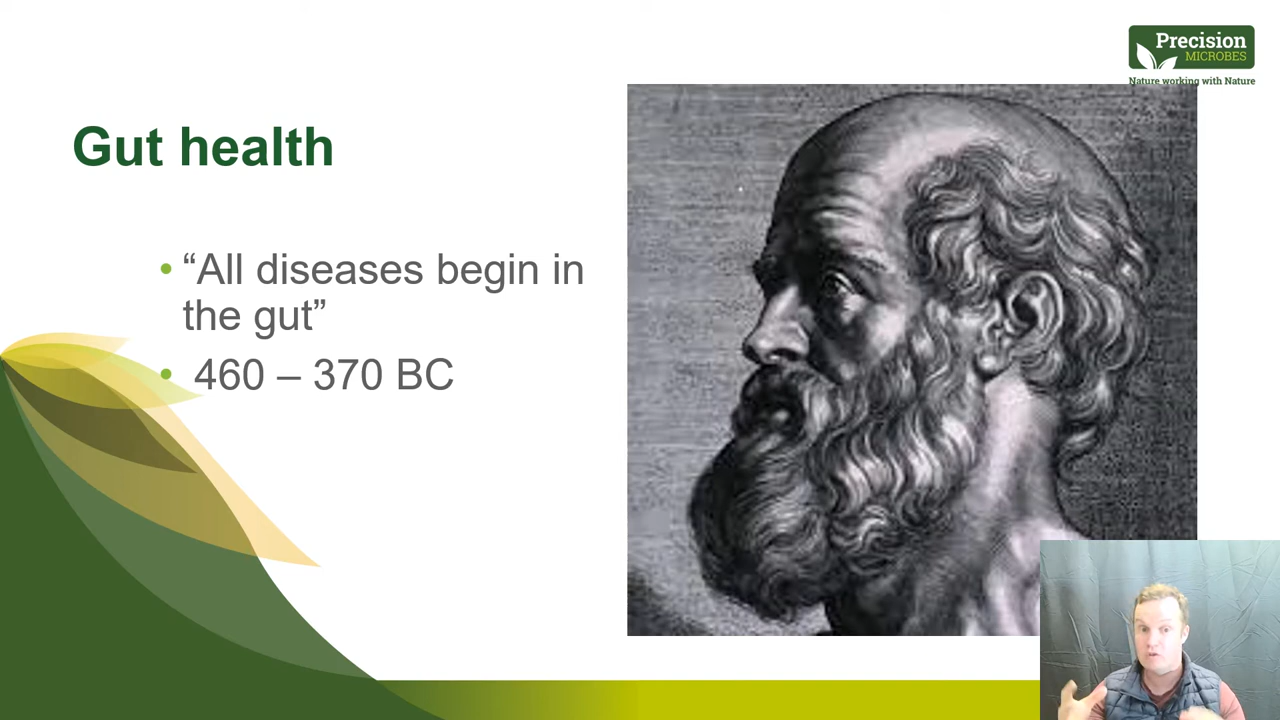 Precision
MICROBES
Nature working with Nature
Gut health
• “All diseases begin in
the gut”
• 460 – 370 BC